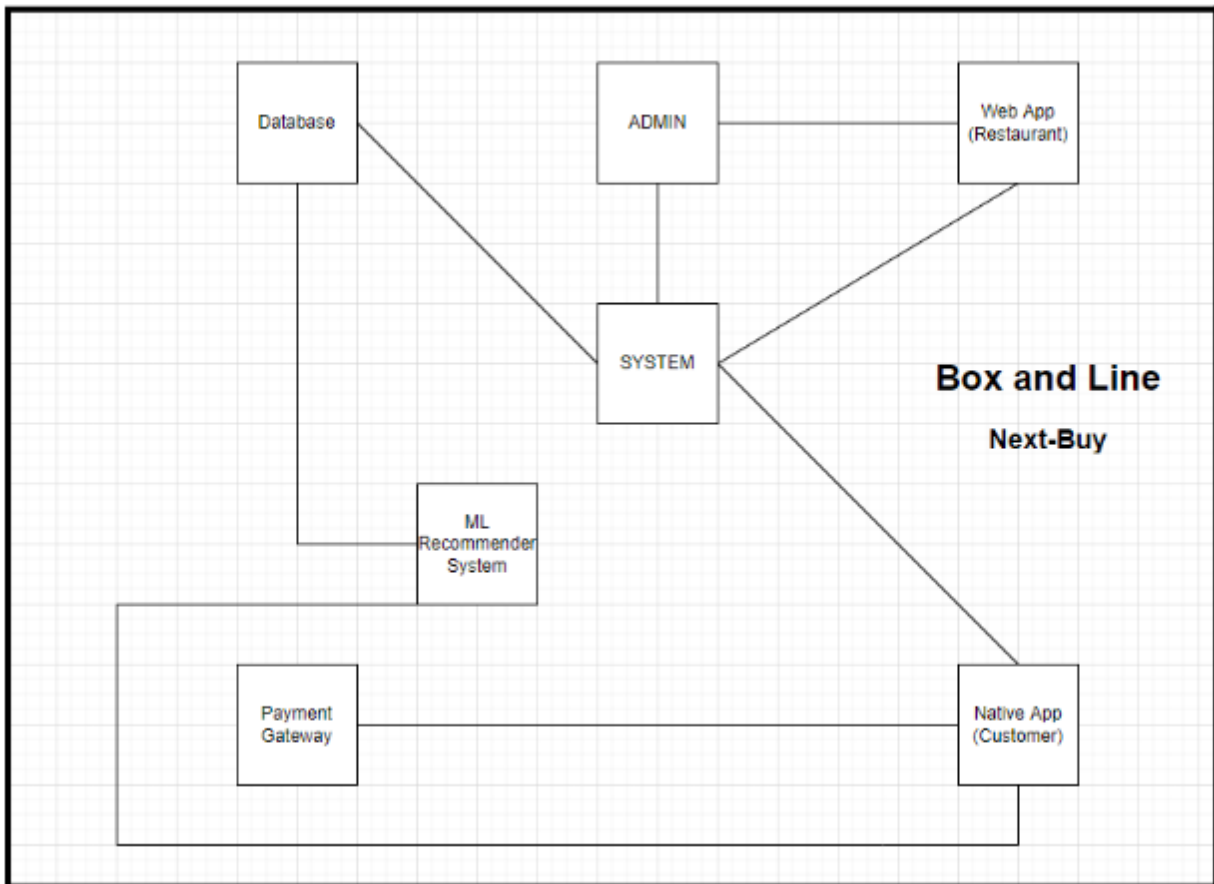 Database
ADMIN
Web App
(Restaurant)
SYSTEM
Box and Line
Next-Buy
ML
Recommender
System
Payment
Gateway
Native App
(Customer)